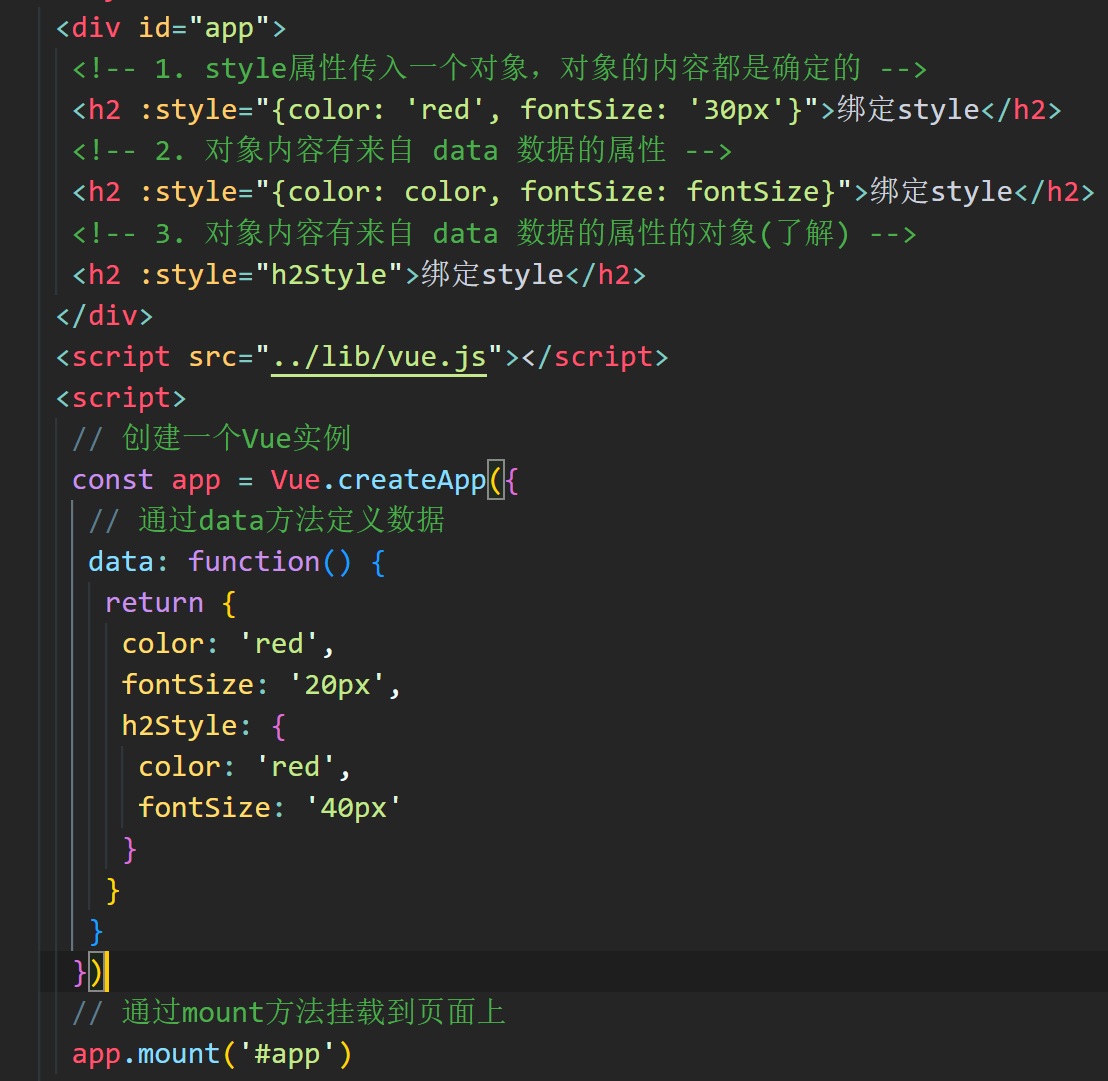 <div id="app">
<!-- 1. style属性传入一个对象，对象的内容都是确定的 -->
<h2 :style="{color: 'red', fontSize: '30px'}">绑定style</h2>
<!-- 2. 对象内容有来自 data 数据的属性 -->
<h2 :style="{color: color, fontSize: fontSize}">绑定style</h2>
<!-- 3. 对象内容有来自 data 数据的属性的对象(了解) -->
<h2 :style="h2Style">绑定style</h2>
</div>
<script src="../lib/vue.js"></script>
<script>
// 创建一个Vue实例
const app = Vue.createApp({
// 通过data方法定义数据
data: function() {
return {
color: 'red',
fontSize: '20px',
h2Style: {
color: 'red',
fontSize: '40px'
}
}
}
})
// 通过mount方法挂载到页面上
app.mount('#app')